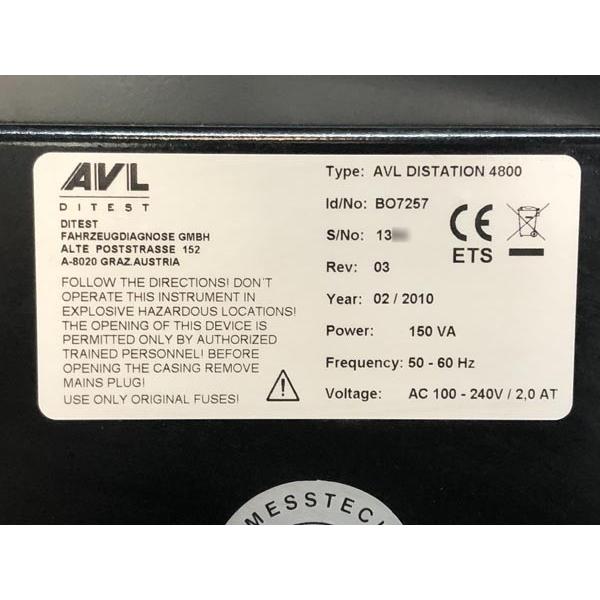 AVL
DITEST
DITEST
FAHRZEUGDIAGNOSE GMBH
ALTE POSTSTRASSE 152
A-8020 GRAZ.AUSTRIA
FOLLOW THE DIRECTIONS! DON'T
OPERATE THIS INSTRUMENT IN
EXPLOSIVE HAZARDOUS LOCATIONS!
THE OPENING OF THIS DEVICE IS
PERMITTED ONLY BY AUTHORIZED
TRAINED PERSONNEL! BEFORE
OPENING THE CASING REMOVE
MAINS PLUG!
USE ONLY ORIGINAL FUSES!
Type: AVL DISTATION 4800
Id/No: BO7257
S/No: 13
Rev: 03
Year: 02 / 2010
Power: 150 VA
Frequency: 50 - 60 Hz
Voltage: AC 100 - 240V / 2,0 AT
CE
ETS
MESSTEC